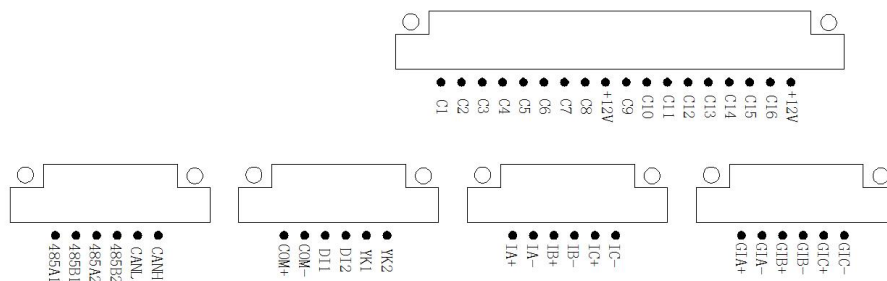 C1 C2 C3 C4 C5 C6 C7 C8 +12V C9 C10 C11 C12 C13 C14 C15 C16 +12V
485A1 485B1 485A2 485B2 CANL CANH
COM+ COM- DI1 DI2 YK1 YK2
IA+ IA- IB+ IB- IC+ IC-
GIA+ GIA- GIB+ GIB- GIC+ GIC-